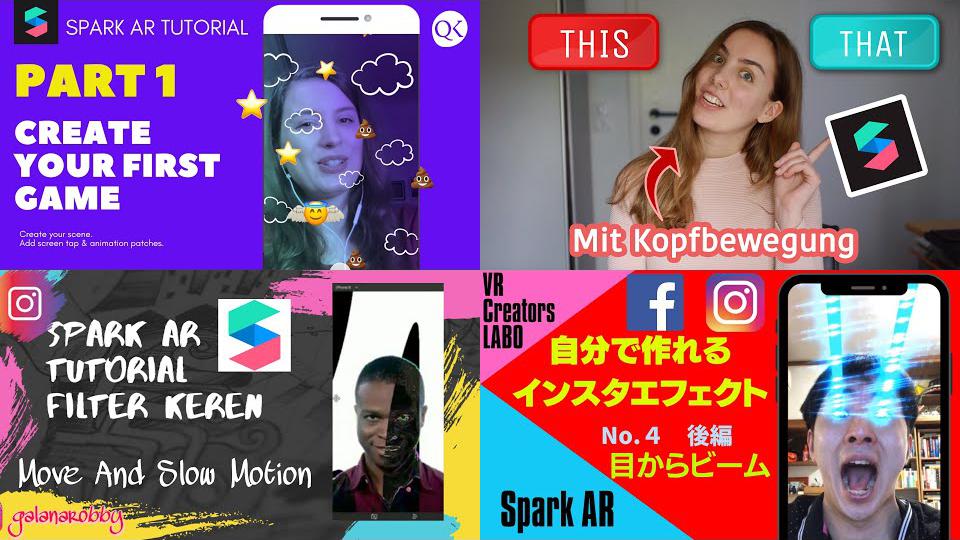 SPARK AR TUTORIAL
QK
PART 1
CREATE
YOUR FIRST
GAME
Create your scene.
Add screen tap & animation patches.
THIS
THAT
Mit Kopfbewegung
SPARK AR
TUTORIAL
FILTER KEREN
Move And Slow Motion
galanarobby
VR
Creators
LABO
自分で作れる
インスタエフェクト
No.4 後編
目からビーム
Spark AR